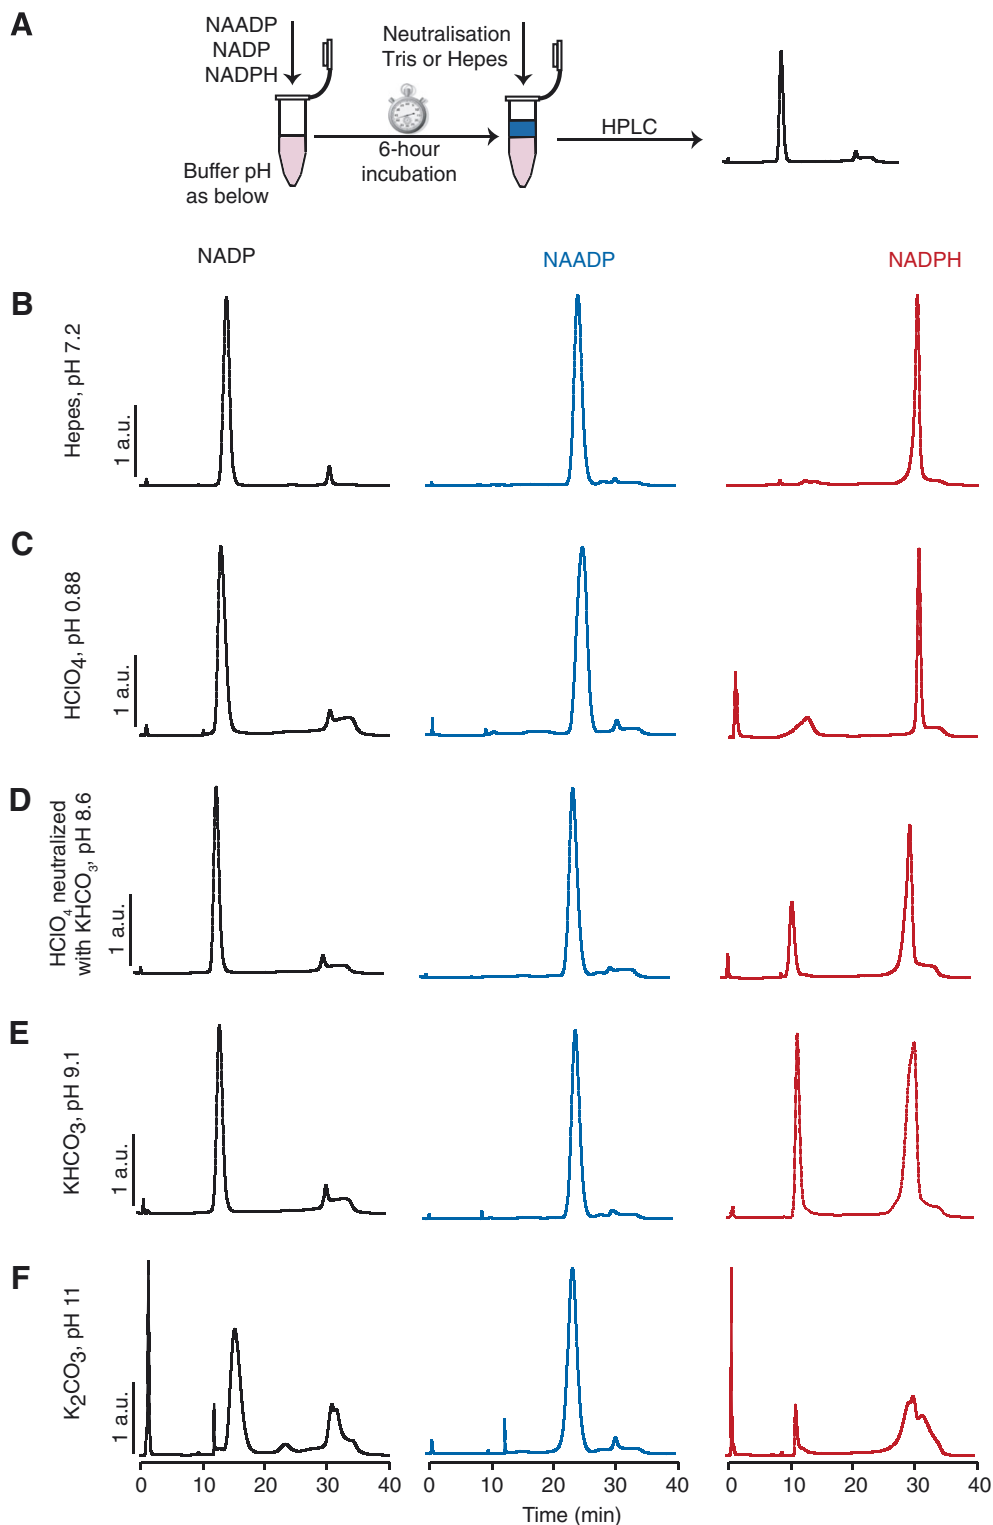 A
NAADP
NADP
NADPH
Buffer pH
as below
6-hour
incubation
Neutralisation
Tris or Hepes
HPLC
NADP
NAADP
NADPH
B
Hepes, pH 7.2
1 a.u.
C
HClO4, pH 0.88
1 a.u.
D
HClO4 neutralized
with KHCO3, pH 8.6
1 a.u.
E
KHCO3, pH 9.1
1 a.u.
F
K2CO3, pH 11
1 a.u.
0 10 20 30 40 0 10 20 30 40 0 10 20 30 40
Time (min)